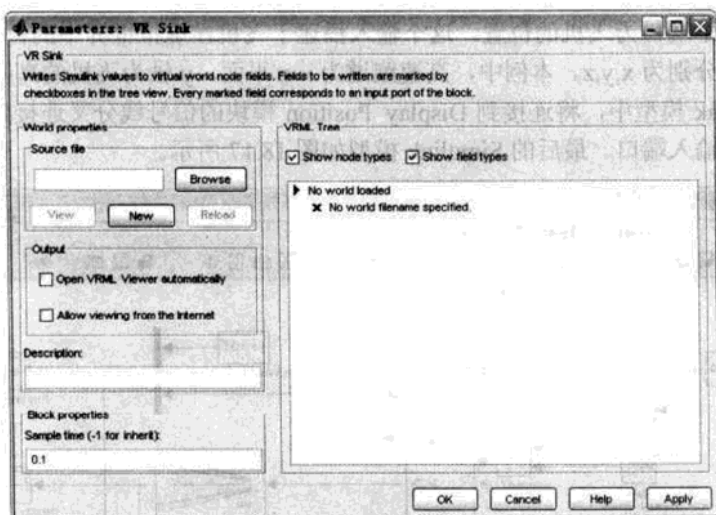 Parameters: VR Sink
VR Sink
Writes Simulink values to virtual world node fields. Fields to be written are marked by
checkboxes in the tree view. Every marked field corresponds to an input port of the block.
World properties
Source file
Browse
View New Reload
Output
Open VRML Viewer automatically
Allow viewing from the Internet
Description:
Block properties
Sample time (-1 for inherit):
0.1
VRML Tree
Show node types Show field types
No world loaded
No world filename specified.
OK Cancel Help Apply